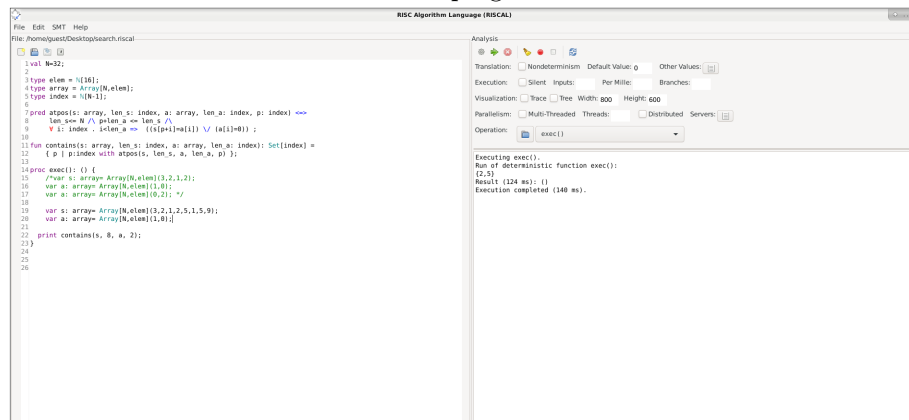 RISC Algorithm Language (RISCAL)
File Edit SMT Help
File: /home/guest/Desktop/search.riscal
1 val N=32;
2
3 type elem = ℕ[16];
4 type array = Array[N,elem];
5 type index = ℕ[N-1];
6
7 pred atpos(s: array, len_s: index, a: array, len_a: index, p: index) <=>
8 len_s<= N /\ p+len_a <= len_s /\
9 ∀ i: index . i<len_a => ((s[p+i]=a[i]) \/ (a[i]=0)) ;
10
11 fun contains(s: array, len_s: index, a: array, len_a: index): Set[index] =
12 { p | p:index with atpos(s, len_s, a, len_a, p) };
13
14 proc exec(): () {
15 /*var s: array= Array[N,elem](3,2,1,2);
16 var a: array= Array[N,elem](1,0);
17 var a: array= Array[N,elem](0,2); */
18
19 var s: array= Array[N,elem](3,2,1,2,5,1,5,9);
20 var a: array= Array[N,elem](1,0);
21
22 print contains(s, 8, a, 2);
23 }
24
25
26
Analysis
Translation: Nondeterminism Default Value: 0 Other Values:
Execution: Silent Inputs: Per Mille: Branches:
Visualization: Trace Tree Width: 800 Height: 600
Parallelism: Multi-Threaded Threads: Distributed Servers:
Operation: exec()
Executing exec().
Run of deterministic function exec():
{2,5}
Result (124 ms): ()
Execution completed (140 ms).